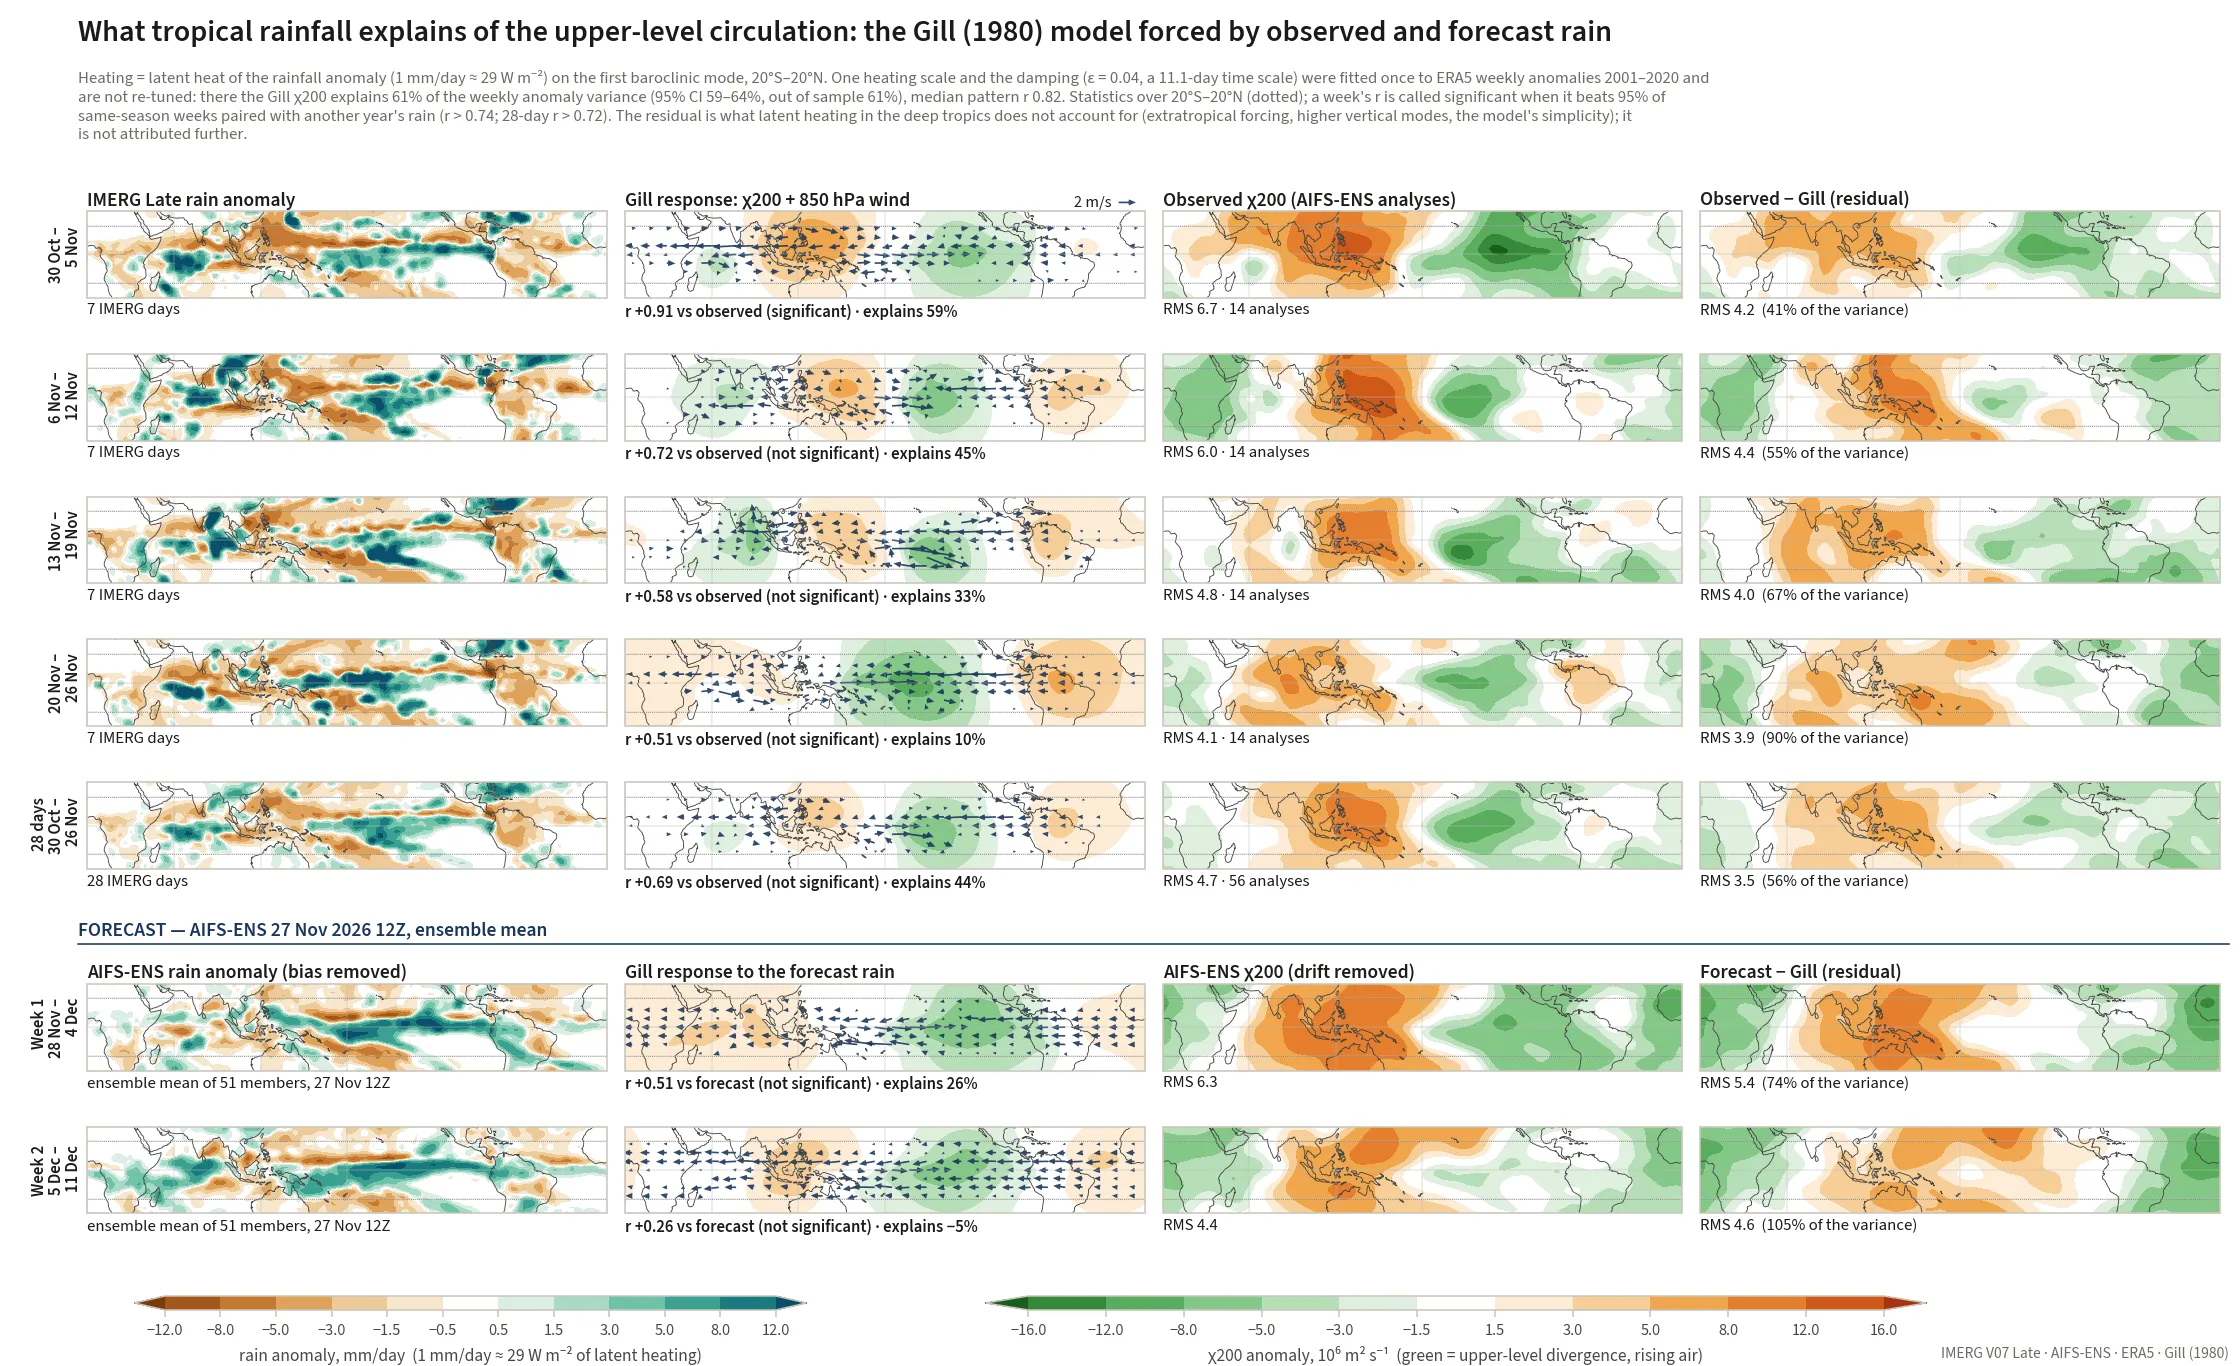 What tropical rainfall explains of the upper-level circulation: the Gill (1980) model forced by observed and forecast rain
Heating = latent heat of the rainfall anomaly (1 mm/day ≈ 29 W m⁻²) on the first baroclinic mode, 20°S–20°N. One heating scale and the damping (ε = 0.04, a 11.1-day time scale) were fitted once to ERA5 weekly anomalies 2001–2020 and
are not re-tuned: there the Gill χ200 explains 61% of the weekly anomaly variance (95% CI 59–64%, out of sample 61%), median pattern r 0.82. Statistics over 20°S–20°N (dotted); a week's r is called significant when it beats 95% of
same-season weeks paired with another year's rain (r > 0.74; 28-day r > 0.72). The residual is what latent heating in the deep tropics does not account for (extratropical forcing, higher vertical modes, the model's simplicity); it
is not attributed further.
IMERG Late rain anomaly
Gill response: χ200 + 850 hPa wind
2 m/s
Observed χ200 (AIFS-ENS analyses)
Observed − Gill (residual)
30 Oct –
5 Nov
7 IMERG days
r +0.91 vs observed (significant) · explains 59%
RMS 6.7 · 14 analyses
RMS 4.2 (41% of the variance)
6 Nov –
12 Nov
7 IMERG days
r +0.72 vs observed (not significant) · explains 45%
RMS 6.0 · 14 analyses
RMS 4.4 (55% of the variance)
13 Nov –
19 Nov
7 IMERG days
r +0.58 vs observed (not significant) · explains 33%
RMS 4.8 · 14 analyses
RMS 4.0 (67% of the variance)
20 Nov –
26 Nov
7 IMERG days
r +0.51 vs observed (not significant) · explains 10%
RMS 4.1 · 14 analyses
RMS 3.9 (90% of the variance)
28 days
30 Oct –
26 Nov
28 IMERG days
r +0.69 vs observed (not significant) · explains 44%
RMS 4.7 · 56 analyses
RMS 3.5 (56% of the variance)
FORECAST — AIFS-ENS 27 Nov 2026 12Z, ensemble mean
AIFS-ENS rain anomaly (bias removed)
Gill response to the forecast rain
AIFS-ENS χ200 (drift removed)
Forecast − Gill (residual)
Week 1
28 Nov –
4 Dec
ensemble mean of 51 members, 27 Nov 12Z
r +0.51 vs forecast (not significant) · explains 26%
RMS 6.3
RMS 5.4 (74% of the variance)
Week 2
5 Dec –
11 Dec
ensemble mean of 51 members, 27 Nov 12Z
r +0.26 vs forecast (not significant) · explains −5%
RMS 4.4
RMS 4.6 (105% of the variance)
−12.0 −8.0 −5.0 −3.0 −1.5 −0.5 0.5 1.5 3.0 5.0 8.0 12.0
rain anomaly, mm/day (1 mm/day ≈ 29 W m⁻² of latent heating)
−16.0 −12.0 −8.0 −5.0 −3.0 −1.5 1.5 3.0 5.0 8.0 12.0 16.0
χ200 anomaly, 10⁶ m² s⁻¹ (green = upper-level divergence, rising air)
IMERG V07 Late · AIFS-ENS · ERA5 · Gill (1980)